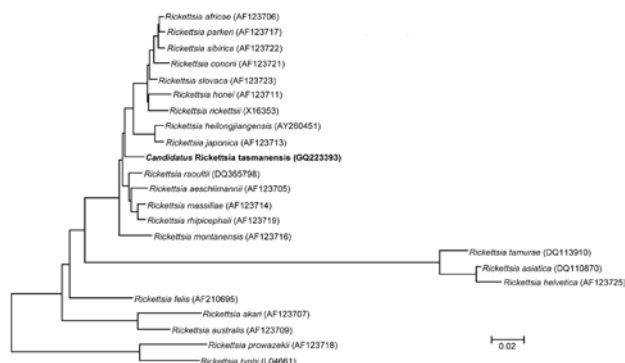 Rickettsia africae (AF123706)
Rickettsia parkeri (AF123717)
Rickettsia sibirica (AF123722)
Rickettsia conorii (AF123721)
Rickettsia slovaca (AF123723)
Rickettsia honei (AF123711)
Rickettsia rickettsii (X16353)
Rickettsia heilongjiangensis (AY260451)
Rickettsia japonica (AF123713)
Candidatus Rickettsia tasmanensis (GQ223393)
Rickettsia raoultii (DQ365798)
Rickettsia aeschlimannii (AF123705)
Rickettsia massiliae (AF123714)
Rickettsia rhipicephali (AF123719)
Rickettsia montanensis (AF123716)
Rickettsia tamurae (DQ113910)
Rickettsia asiatica (DQ110870)
Rickettsia helvetica (AF123725)
Rickettsia felis (AF210695)
Rickettsia akari (AF123707)
Rickettsia australis (AF123709)
Rickettsia prowazekii (AF123718)
Rickettsia typhi (L04661)
0.02